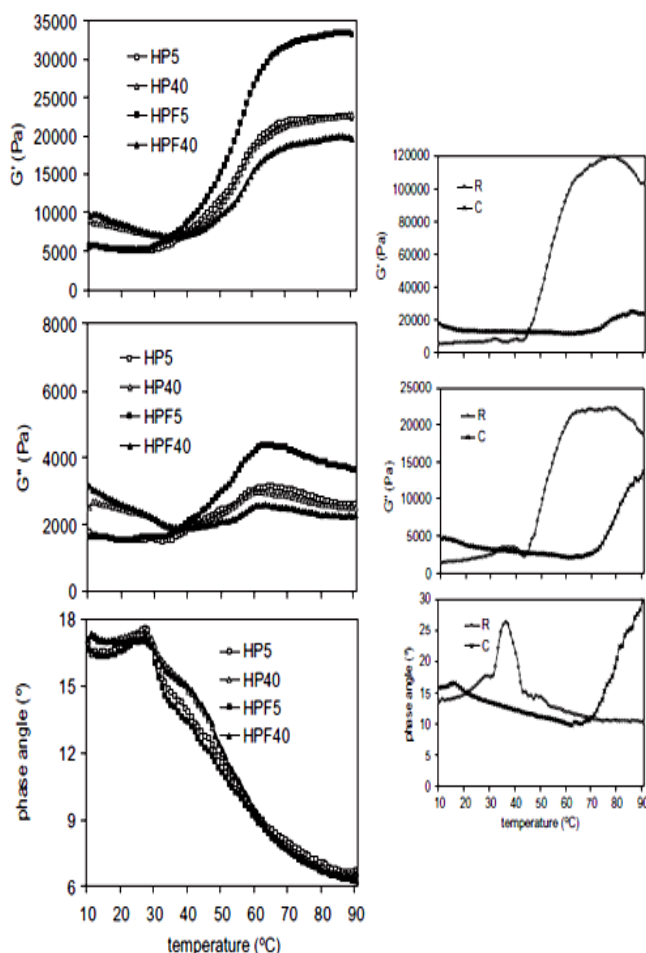 35000
30000
25000
20000
15000
10000
5000
0
G' (Pa)
HP5
HP40
HPF5
HPF40
8000
6000
4000
2000
0
G" (Pa)
HP5
HP40
HPF5
HPF40
18
15
12
9
6
phase angle (º)
HP5
HP40
HPF5
HPF40
10 20 30 40 50 60 70 80 90
temperature (ºC)
120000
100000
80000
60000
40000
20000
0
G' (Pa)
R
C
25000
20000
15000
10000
5000
0
G" (Pa)
R
C
30
25
20
15
10
5
0
phase angle (º)
R
C
10 20 30 40 50 60 70 80 90
temperature (ºC)